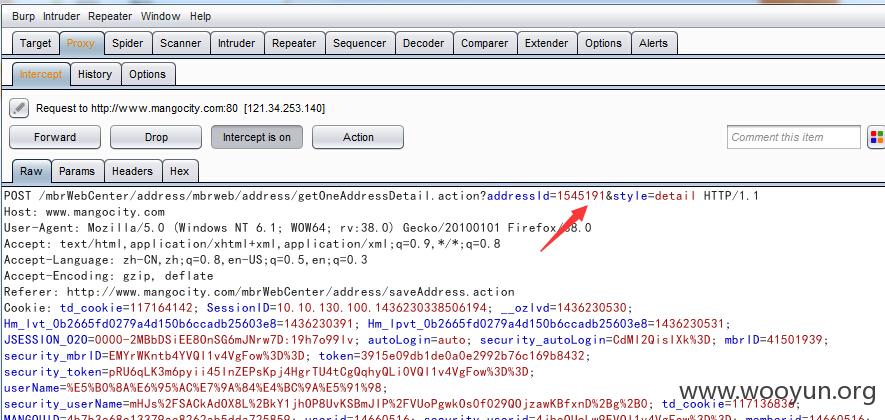 Burp Intruder Repeater Window Help
Target Proxy Spider Scanner Intruder Repeater Sequencer Decoder Comparer Extender Options Alerts
Intercept History Options
Request to http://www.mangocity.com:80 [121.34.253.140]
Forward Drop Intercept is on Action Comment this item
Raw Params Headers Hex
POST /mbrWebCenter/address/mbrweb/address/getOneAddressDetail.action?addressId=1545191&style=detail HTTP/1.1
Host: www.mangocity.com
User-Agent: Mozilla/5.0 (Windows NT 6.1; WOW64; rv:38.0) Gecko/20100101 Firefox/38.0
Accept: text/html,application/xhtml+xml,application/xml;q=0.9,*/*;q=0.8
Accept-Language: zh-CN,zh;q=0.8,en-US;q=0.5,en;q=0.3
Accept-Encoding: gzip, deflate
Referer: http://www.mangocity.com/mbrWebCenter/address/saveAddress.action
Cookie: td_cookie=117164142; SessionID=10.10.130.100.1436230338506194; __ozlvd=1436230530;
Hm_lvt_0b2665fd0279a4d150b6ccadb25603e8=1436230391; Hm_lpvt_0b2665fd0279a4d150b6ccadb25603e8=1436230531;
JSESSION_O2O=0000-2MBbDSiEE8OnSG6mJNrw7D:19h7o99lv; autoLogin=auto; security_autoLogin=CdMl2QisIXk%3D; mbrID=41501939;
security_mbrID=EMYrWKntb4YVQl1v4VgFow%3D%3D; token=3915e09db1de0a0e2992b76c169b8432;
security_token=pRU6qLK3m6pyii45InZEPsKpj4HgrTU4tCgQqhyQLiOVQl1v4VgFow%3D%3D;
userName=%E5%B0%8A%E6%95%AC%E7%9A%84%E4%BC%9A%E5%91%98;
security_userName=mHJs%2FSACkAdOX8L%2BkY1jhOP8UvKSBmJIP%2FVUoPgwkOsOfO29QOjzawKBfxnD%2Bg%2BO; td_cookie=117136836;
www.wooyun.org